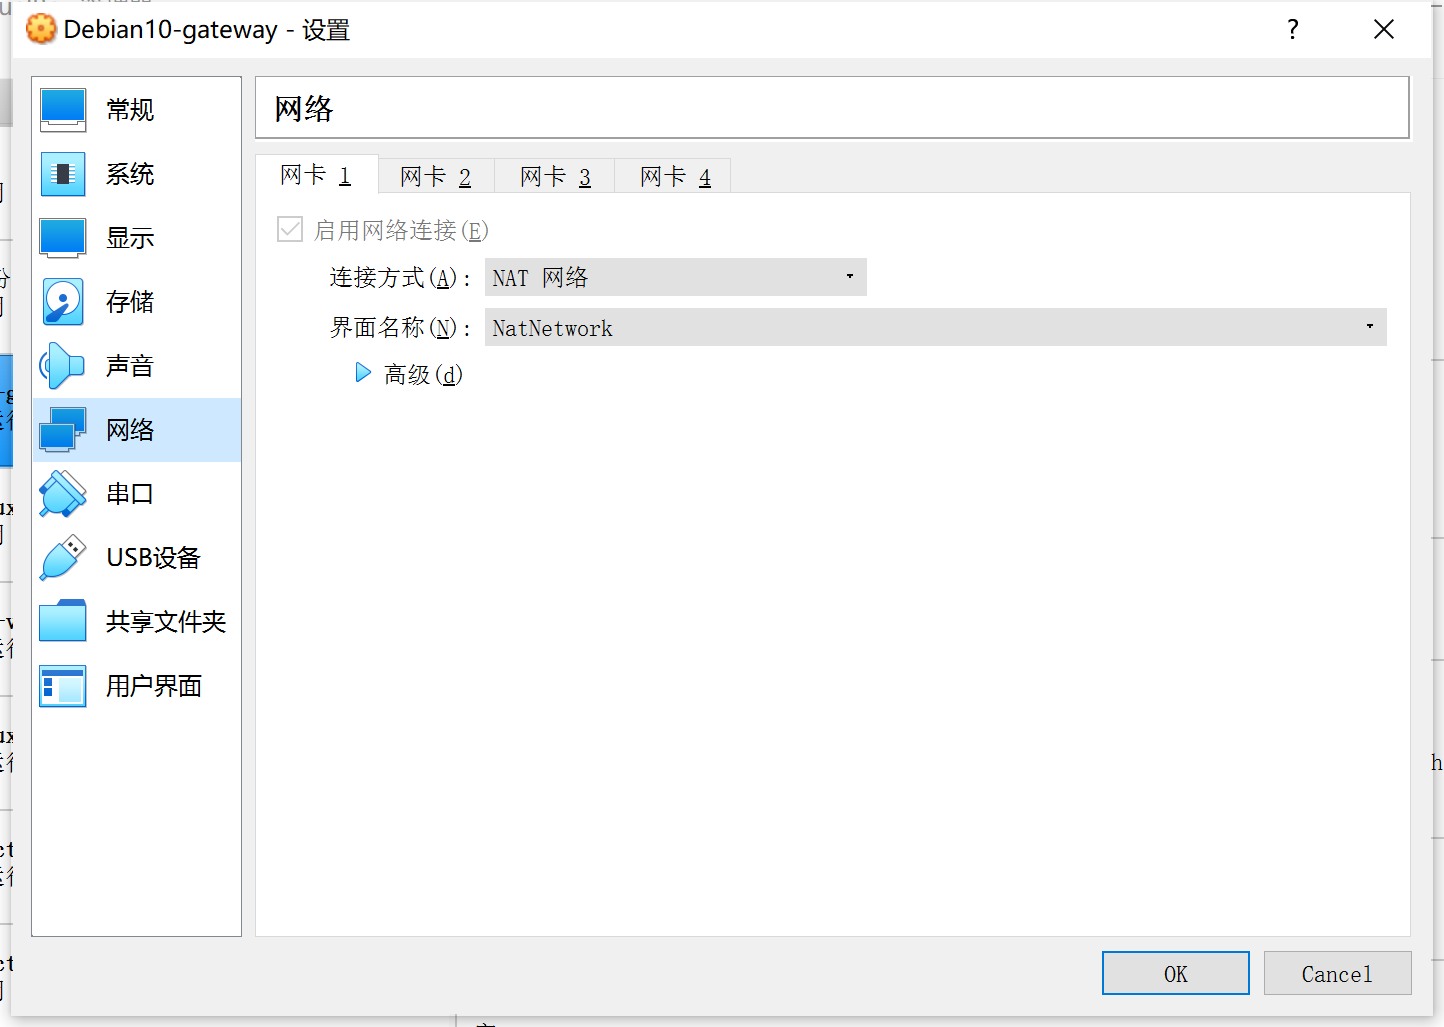 Debian10-gateway - 设置
?
常规
系统
显示
存储
声音
网络
串口
USB设备
共享文件夹
用户界面
网络
网卡 1
网卡 2
网卡 3
网卡 4
启用网络连接(E)
连接方式(A): NAT 网络
界面名称(N): NatNetwork
高级(d)
OK
Cancel